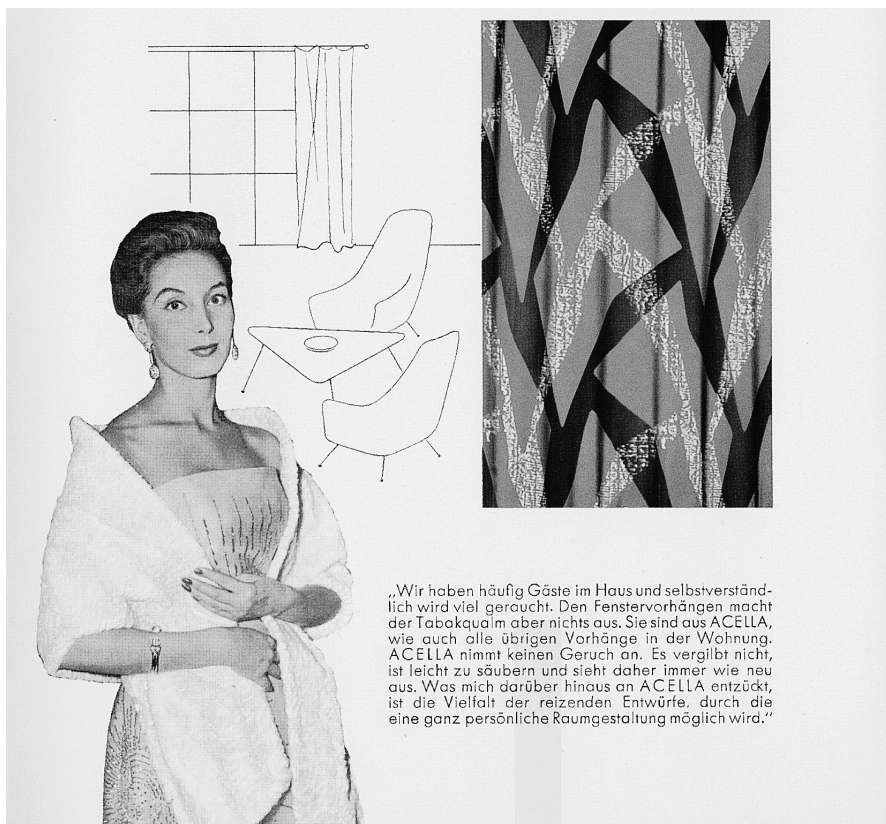 „Wir haben häufig Gäste im Haus und selbstverständ-
lich wird viel geraucht. Den Fenstervorhängen macht
der Tabakqualm aber nichts aus. Sie sind aus ACELLA,
wie auch alle übrigen Vorhänge in der Wohnung.
ACELLA nimmt keinen Geruch an. Es vergilbt nicht,
ist leicht zu säubern und sieht daher immer wie neu
aus. Was mich darüber hinaus an ACELLA entzückt,
ist die Vielfalt der reizenden Entwürfe. durch die
eine ganz persönliche Raumgestaltung möglich wird.“